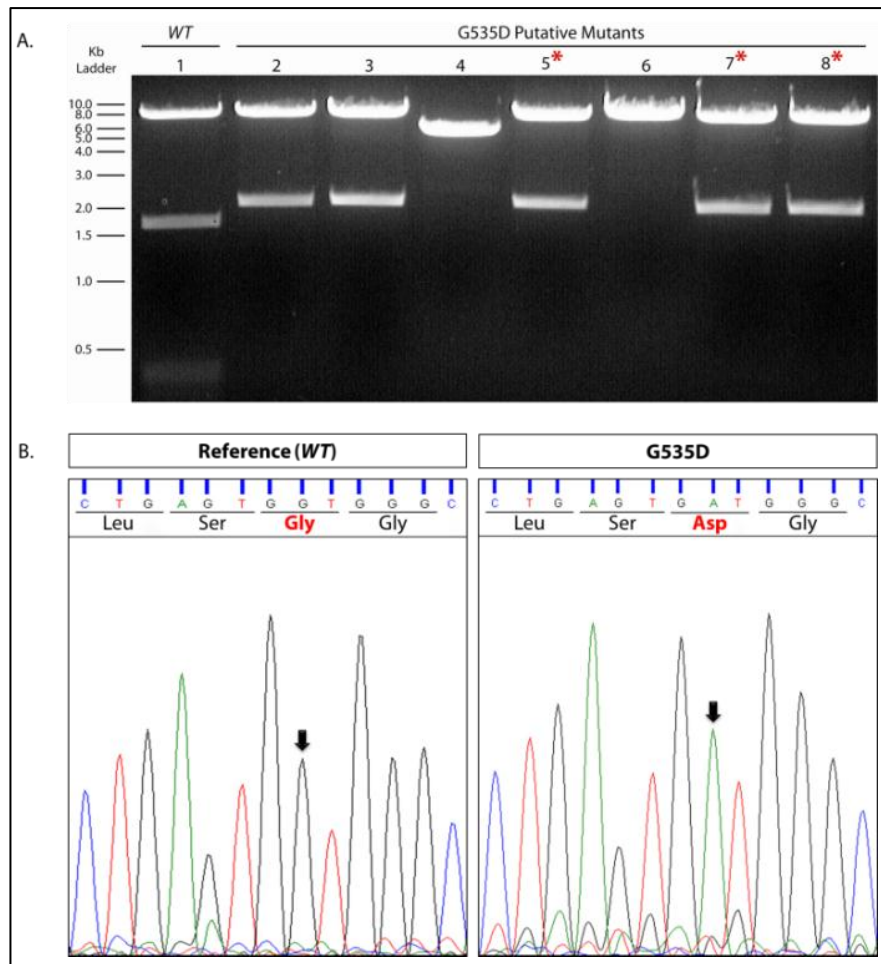 A.
WT
G535D Putative Mutants
Kb
Ladder
1 2 3 4 5* 6 7* 8*
10.0
8.0
6.0
5.0
4.0
3.0
2.0
1.5
1.0
0.5
B.
Reference (WT)
C T G A G T G G T G G G C
Leu Ser Gly Gly
G535D
C T G A G T G A T G G G C
Leu Ser Asp Gly